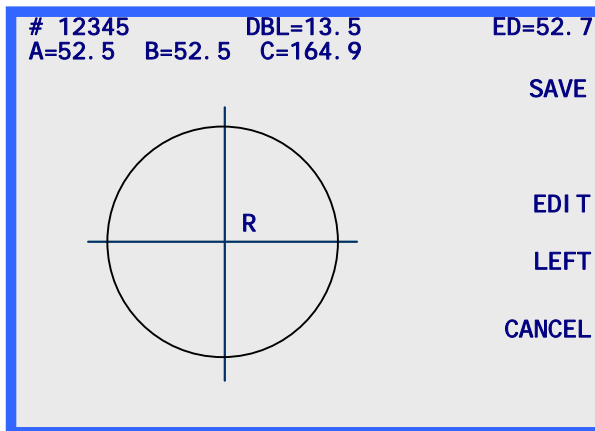 # 12345 DBL=13.5 ED=52.7
A=52.5 B=52.5 C=164.9
SAVE
R
EDIT
LEFT
CANCEL